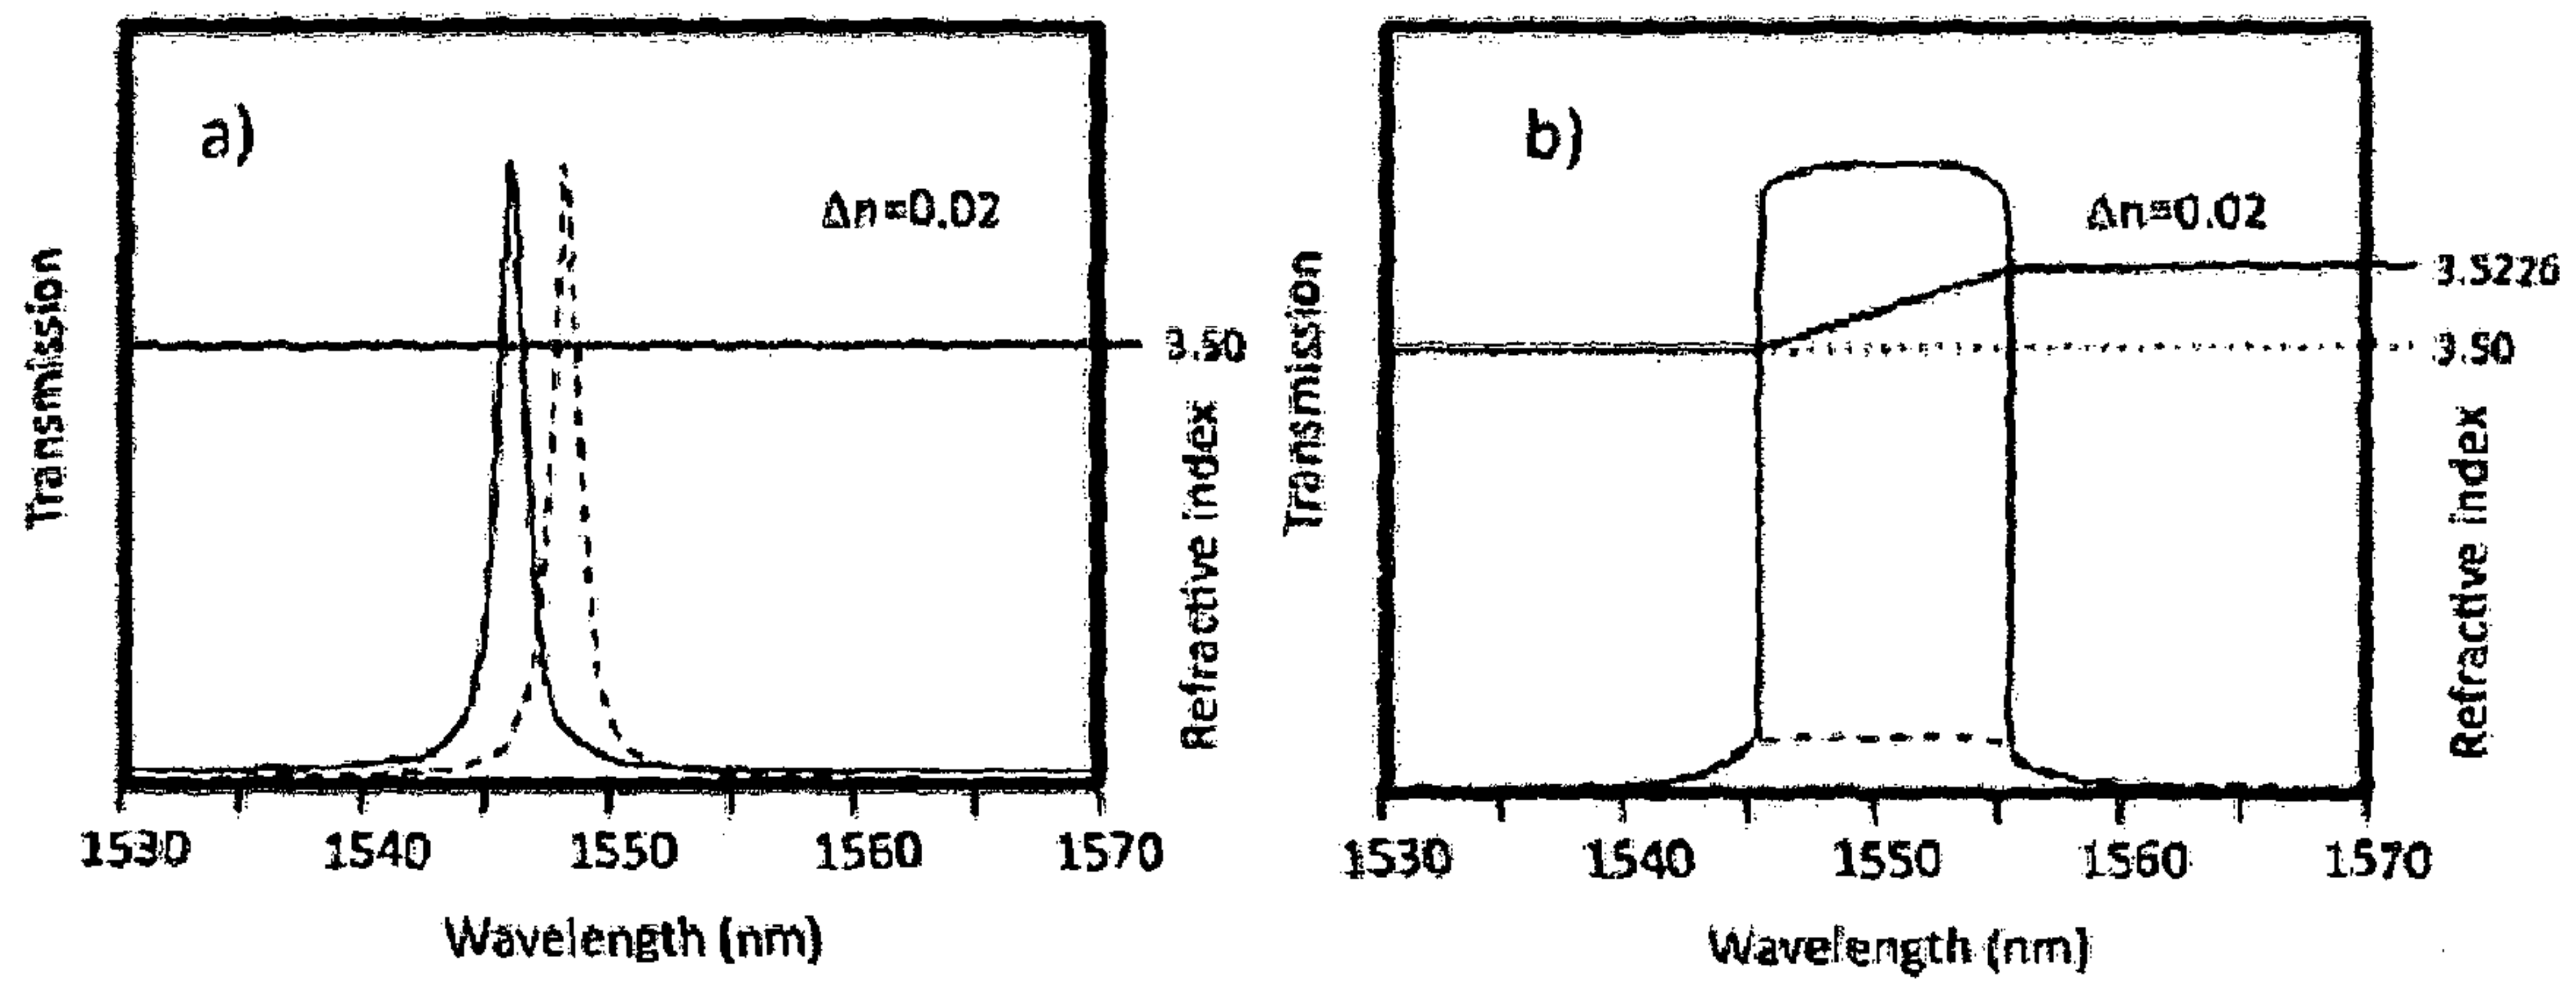 a)
Δn=0.02
3.50
Transmission
Refractive index
1530 1540 1550 1560 1570
Wavelength (nm)
b)
Δn=0.02
3.5226
3.50
Transmission
Refractive index
1530 1540 1550 1560 1570
Wavelength (nm)